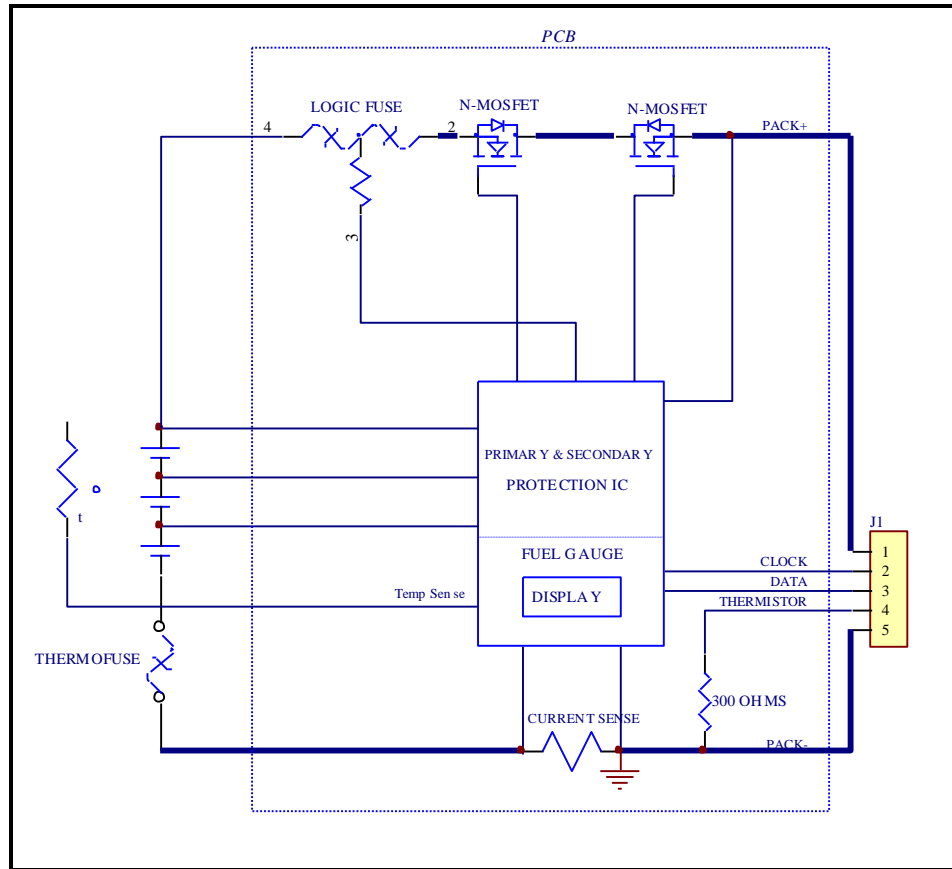 PCB
LOGIC FUSE
N-MOSFET
N-MOSFET
4
2
PACK+
3
PRIMARY & SECONDARY
PROTECTION IC
t
J1
FUEL GAUGE
1
CLOCK
2
DATA
3
Temp Sense
DISPLAY
THERMISTOR
4
5
THERMOFUSE
300 OHMS
CURRENT SENSE
PACK-